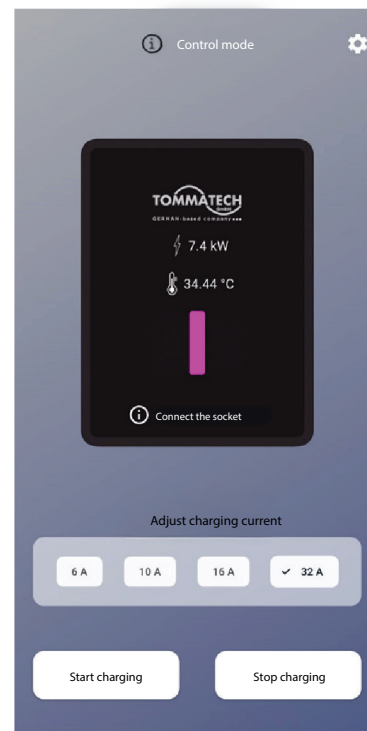 Control mode
TOMMATECH
GmbH
GERMAN-based company
7.4 kW
34.44 °C
Connect the socket
Adjust charging current
6 A
10 A
16 A
32 A
Start charging
Stop charging